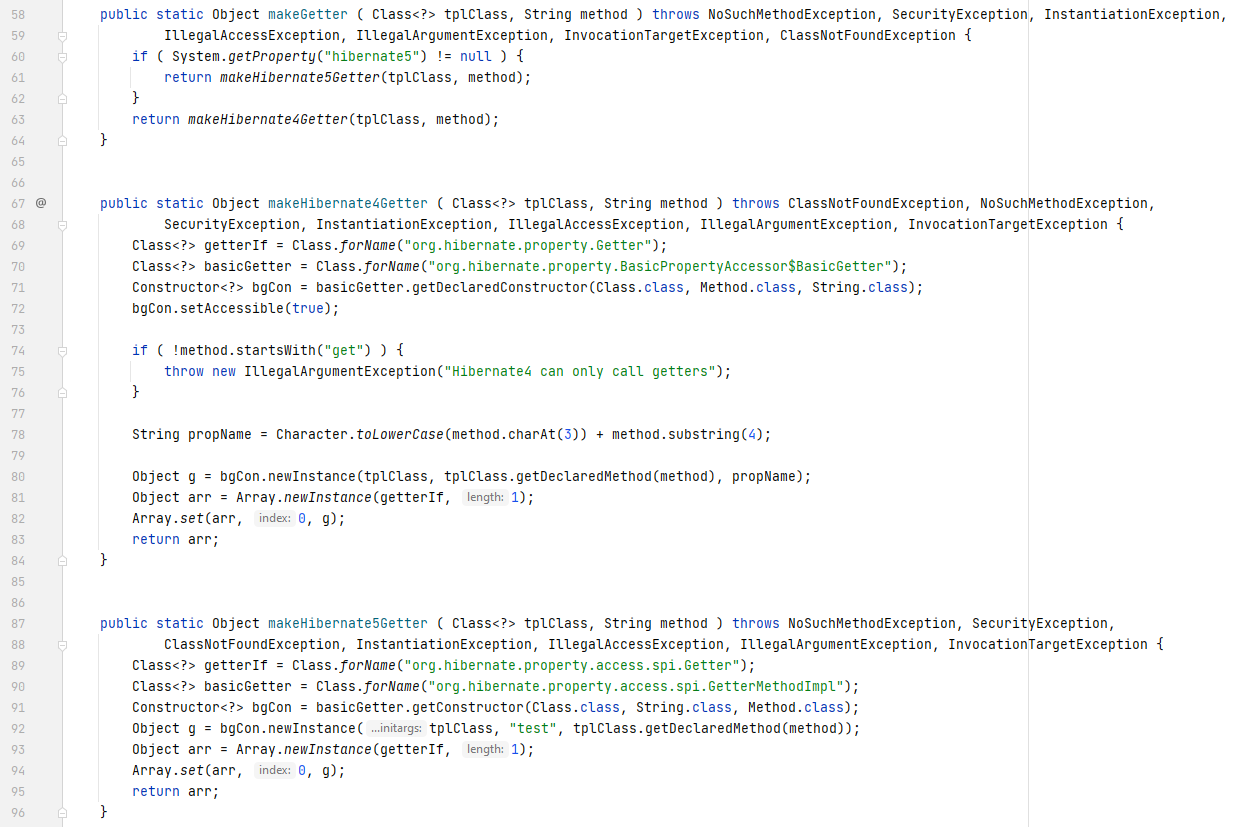 58 public static Object makeGetter ( Class<?> tplClass, String method ) throws NoSuchMethodException, SecurityException, InstantiationException,
59 IllegalAccessException, IllegalArgumentException, InvocationTargetException, ClassNotFoundException {
60 if ( System.getProperty("hibernate5") != null ) {
61 return makeHibernate5Getter(tplClass, method);
62 }
63 return makeHibernate4Getter(tplClass, method);
64 }
65
66
67 @ public static Object makeHibernate4Getter ( Class<?> tplClass, String method ) throws ClassNotFoundException, NoSuchMethodException,
68 SecurityException, InstantiationException, IllegalAccessException, IllegalArgumentException, InvocationTargetException {
69 Class<?> getterIf = Class.forName("org.hibernate.property.Getter");
70 Class<?> basicGetter = Class.forName("org.hibernate.property.BasicPropertyAccessor$BasicGetter");
71 Constructor<?> bgCon = basicGetter.getDeclaredConstructor(Class.class, Method.class, String.class);
72 bgCon.setAccessible(true);
73
74 if ( !method.startsWith("get") ) {
75 throw new IllegalArgumentException("Hibernate4 can only call getters");
76 }
77
78 String propName = Character.toLowerCase(method.charAt(3)) + method.substring(4);
79
80 Object g = bgCon.newInstance(tplClass, tplClass.getDeclaredMethod(method), propName);
81 Object arr = Array.newInstance(getterIf, length: 1);
82 Array.set(arr, index: 0, g);
83 return arr;
84 }
85
86
87 public static Object makeHibernate5Getter ( Class<?> tplClass, String method ) throws NoSuchMethodException, SecurityException,
88 ClassNotFoundException, InstantiationException, IllegalAccessException, IllegalArgumentException, InvocationTargetException {
89 Class<?> getterIf = Class.forName("org.hibernate.property.access.spi.Getter");
90 Class<?> basicGetter = Class.forName("org.hibernate.property.access.spi.GetterMethodImpl");
91 Constructor<?> bgCon = basicGetter.getConstructor(Class.class, String.class, Method.class);
92 Object g = bgCon.newInstance( ...initargs: tplClass, "test", tplClass.getDeclaredMethod(method));
93 Object arr = Array.newInstance(getterIf, length: 1);
94 Array.set(arr, index: 0, g);
95 return arr;
96 }